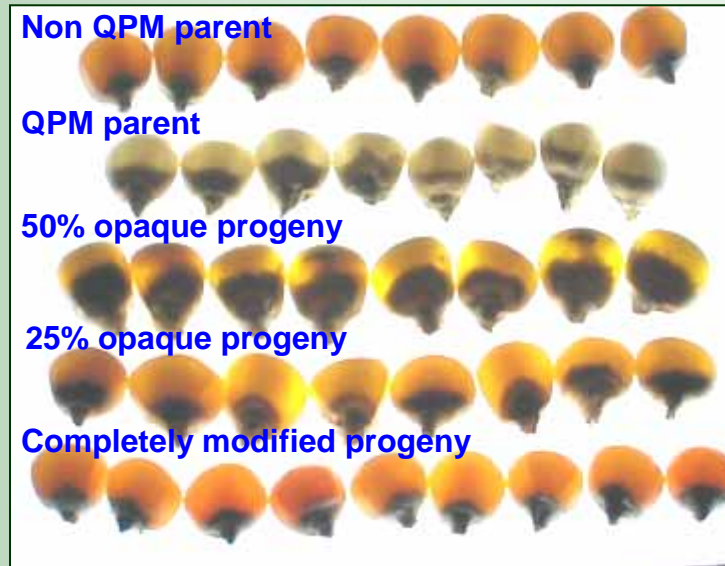 Non QPM parent
QPM parent
50% opaque progeny
25% opaque progeny
Completely modified progeny